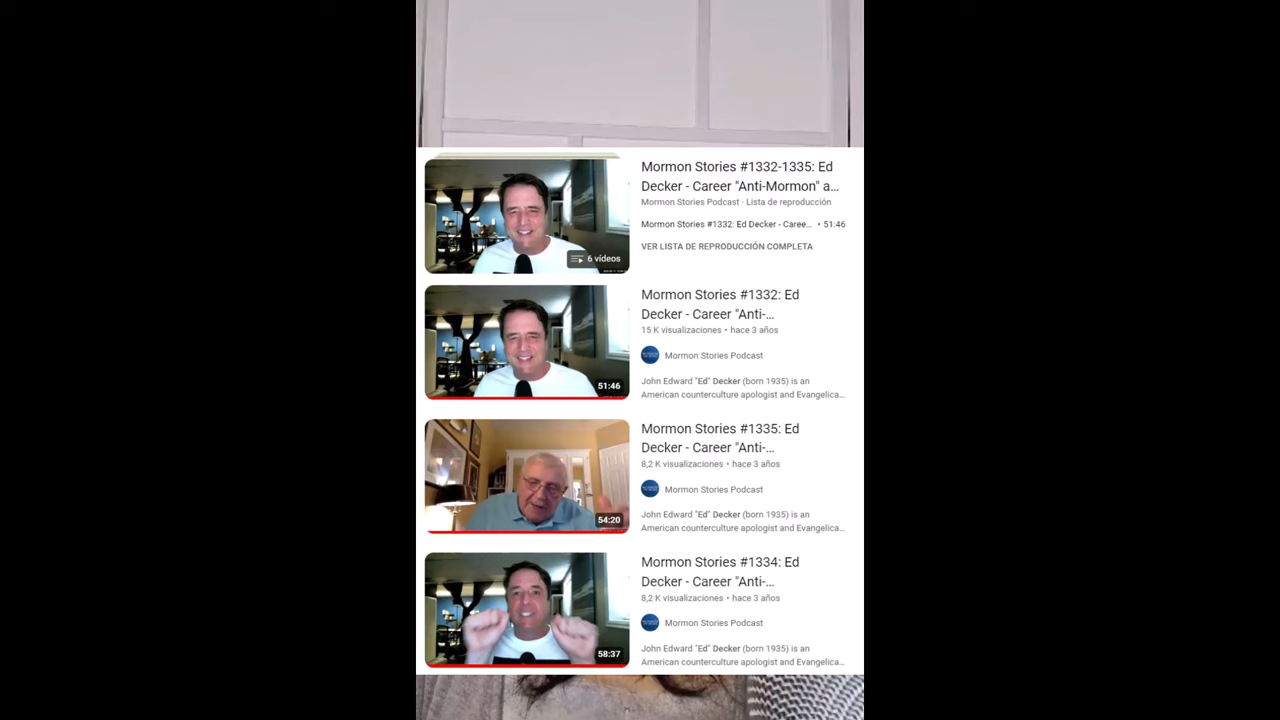 Mormon Stories #1332-1335: Ed
Decker - Career "Anti-Mormon" a...
Mormon Stories Podcast · Lista de reproducción
Mormon Stories #1332: Ed Decker - Caree... • 51:46
VER LISTA DE REPRODUCCIÓN COMPLETA
6 vídeos
Mormon Stories #1332: Ed
Decker - Career "Anti-...
15 K visualizaciones • hace 3 años
Mormon Stories Podcast
John Edward "Ed" Decker (born 1935) is an
American counterculture apologist and Evangelica...
51:46
Mormon Stories #1335: Ed
Decker - Career "Anti-...
8,2 K visualizaciones • hace 3 años
Mormon Stories Podcast
John Edward "Ed" Decker (born 1935) is an
American counterculture apologist and Evangelica...
54:20
Mormon Stories #1334: Ed
Decker - Career "Anti-...
8,2 K visualizaciones • hace 3 años
Mormon Stories Podcast
John Edward "Ed" Decker (born 1935) is an
American counterculture apologist and Evangelica...
58:37